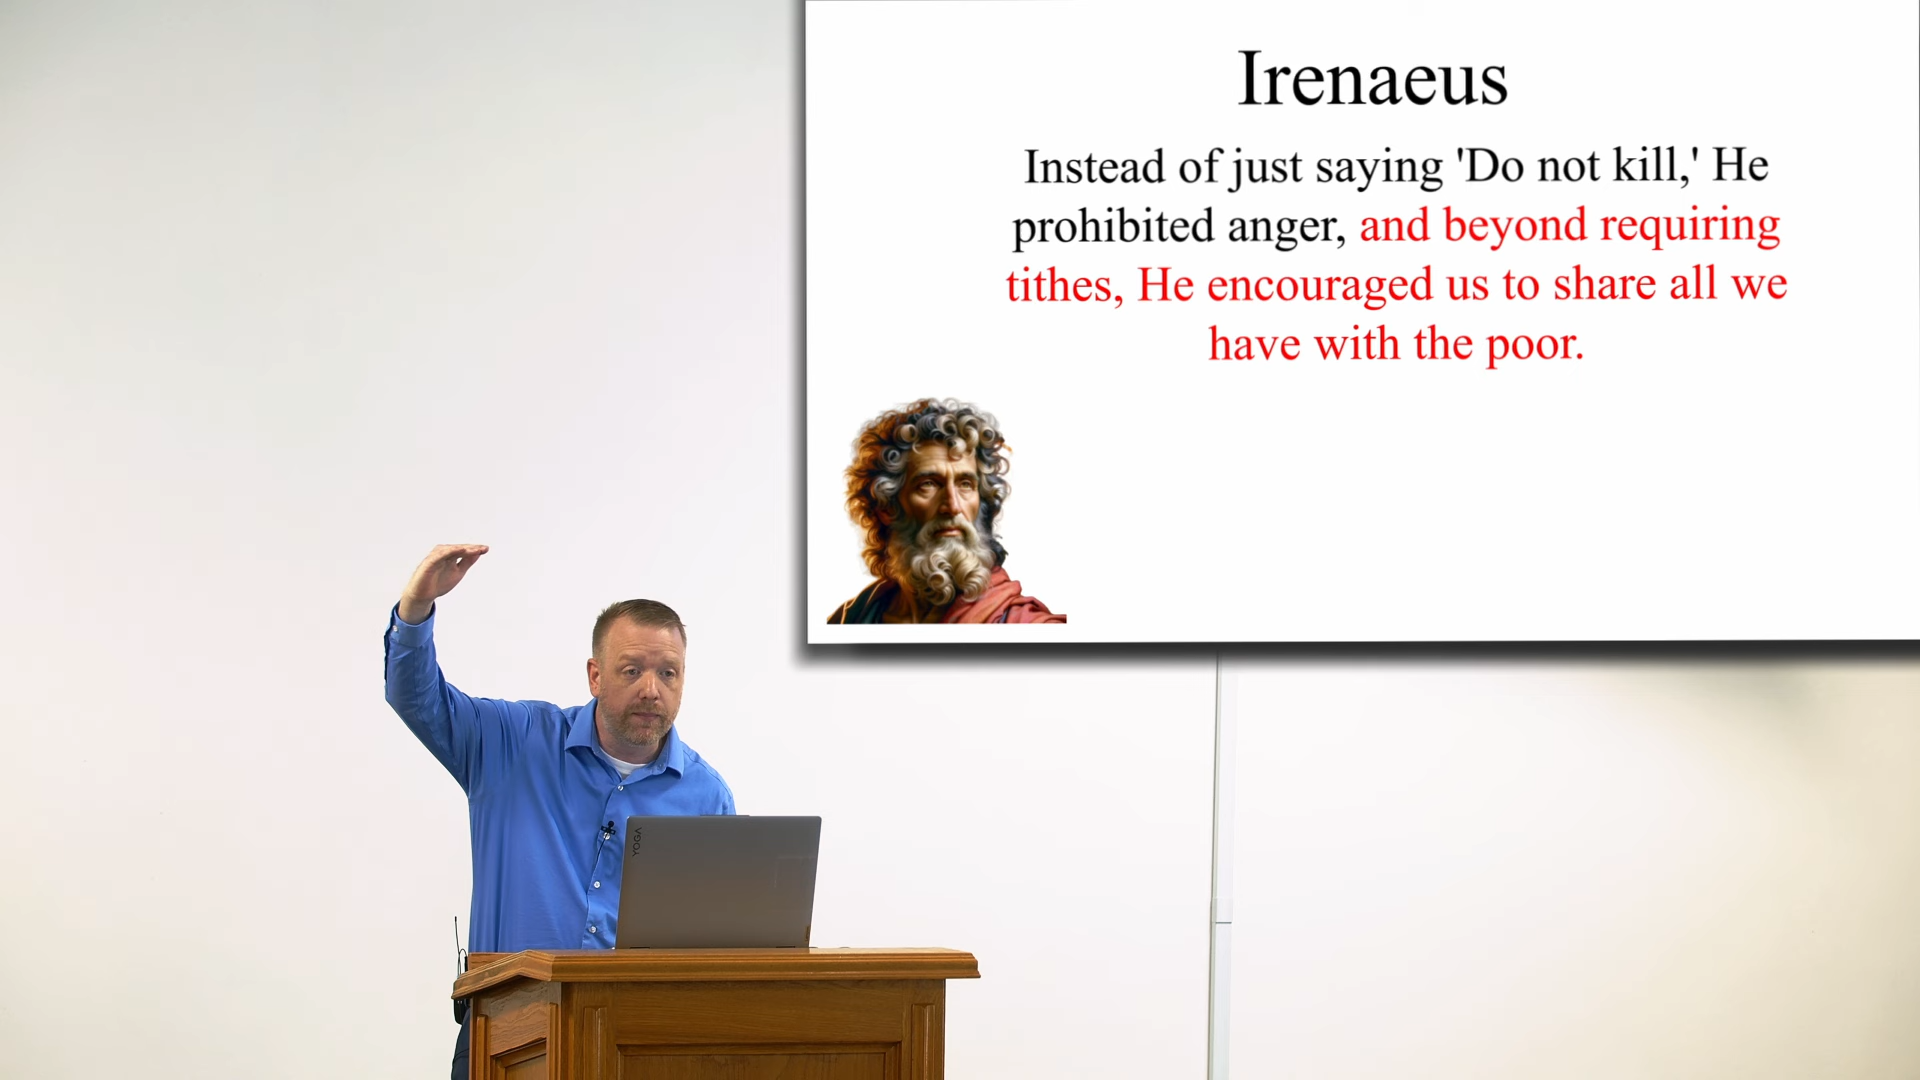 Irenaeus
Instead of just saying 'Do not kill,' He
prohibited anger, and beyond requiring
tithes, He encouraged us to share all we
have with the poor.
YOGA